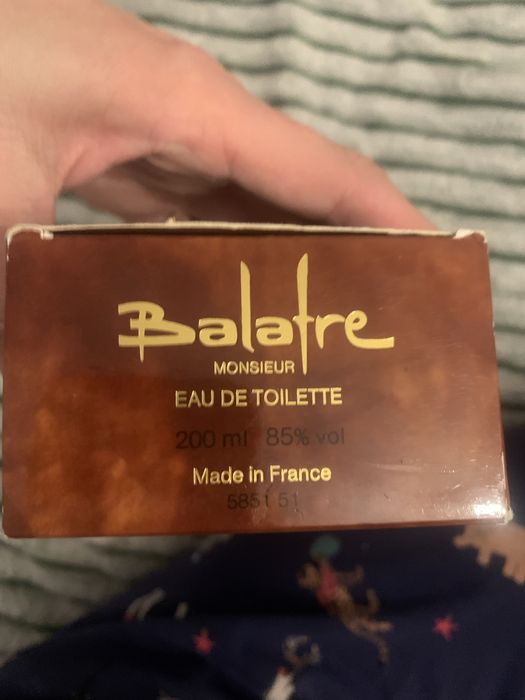 Balafre
MONSIEUR
EAU DE TOILETTE
200 ml 85% vol
Made in France
5851 51